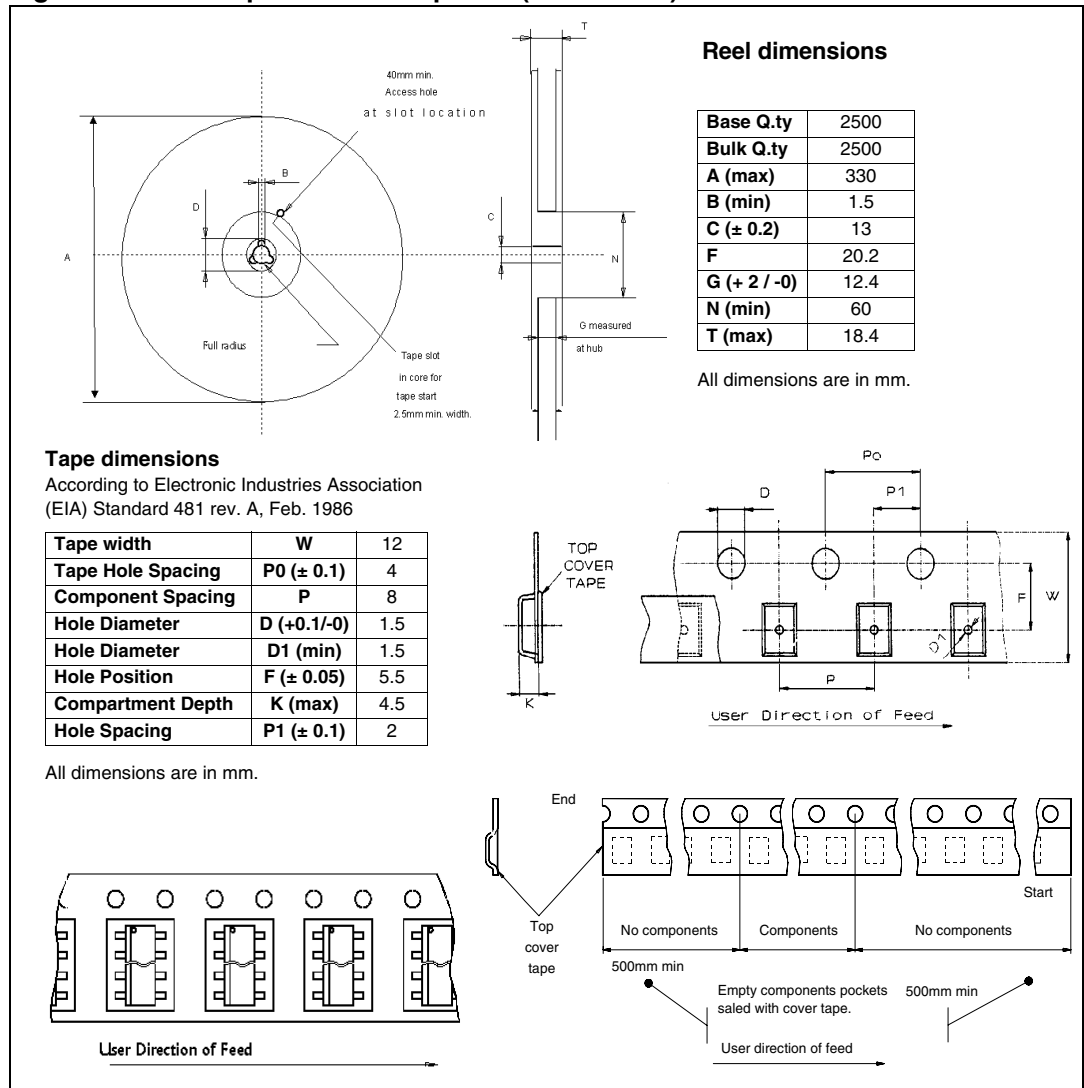 T
Reel dimensions
40mm min.
Access hole
at slot location
B
D
C
A
N
G measured
at hub
Full radius
Tape slot
in core for
tape start
2.5mm min. width.
Base Q.ty 2500
Bulk Q.ty 2500
A (max) 330
B (min) 1.5
C (± 0.2) 13
F 20.2
G (+ 2 / -0) 12.4
N (min) 60
T (max) 18.4
All dimensions are in mm.
Tape dimensions
According to Electronic Industries Association
(EIA) Standard 481 rev. A, Feb. 1986
Tape width W 12
Tape Hole Spacing P0 (± 0.1) 4
Component Spacing P 8
Hole Diameter D (+0.1/-0) 1.5
Hole Diameter D1 (min) 1.5
Hole Position F (± 0.05) 5.5
Compartment Depth K (max) 4.5
Hole Spacing P1 (± 0.1) 2
All dimensions are in mm.
Po
D
P1
TOP
COVER
TAPE
F
W
D1
P
K
User Direction of Feed
End
Start
Top
cover
tape
No components
Components
No components
500mm min
Empty components pockets
saled with cover tape.
500mm min
User direction of feed
User Direction of Feed